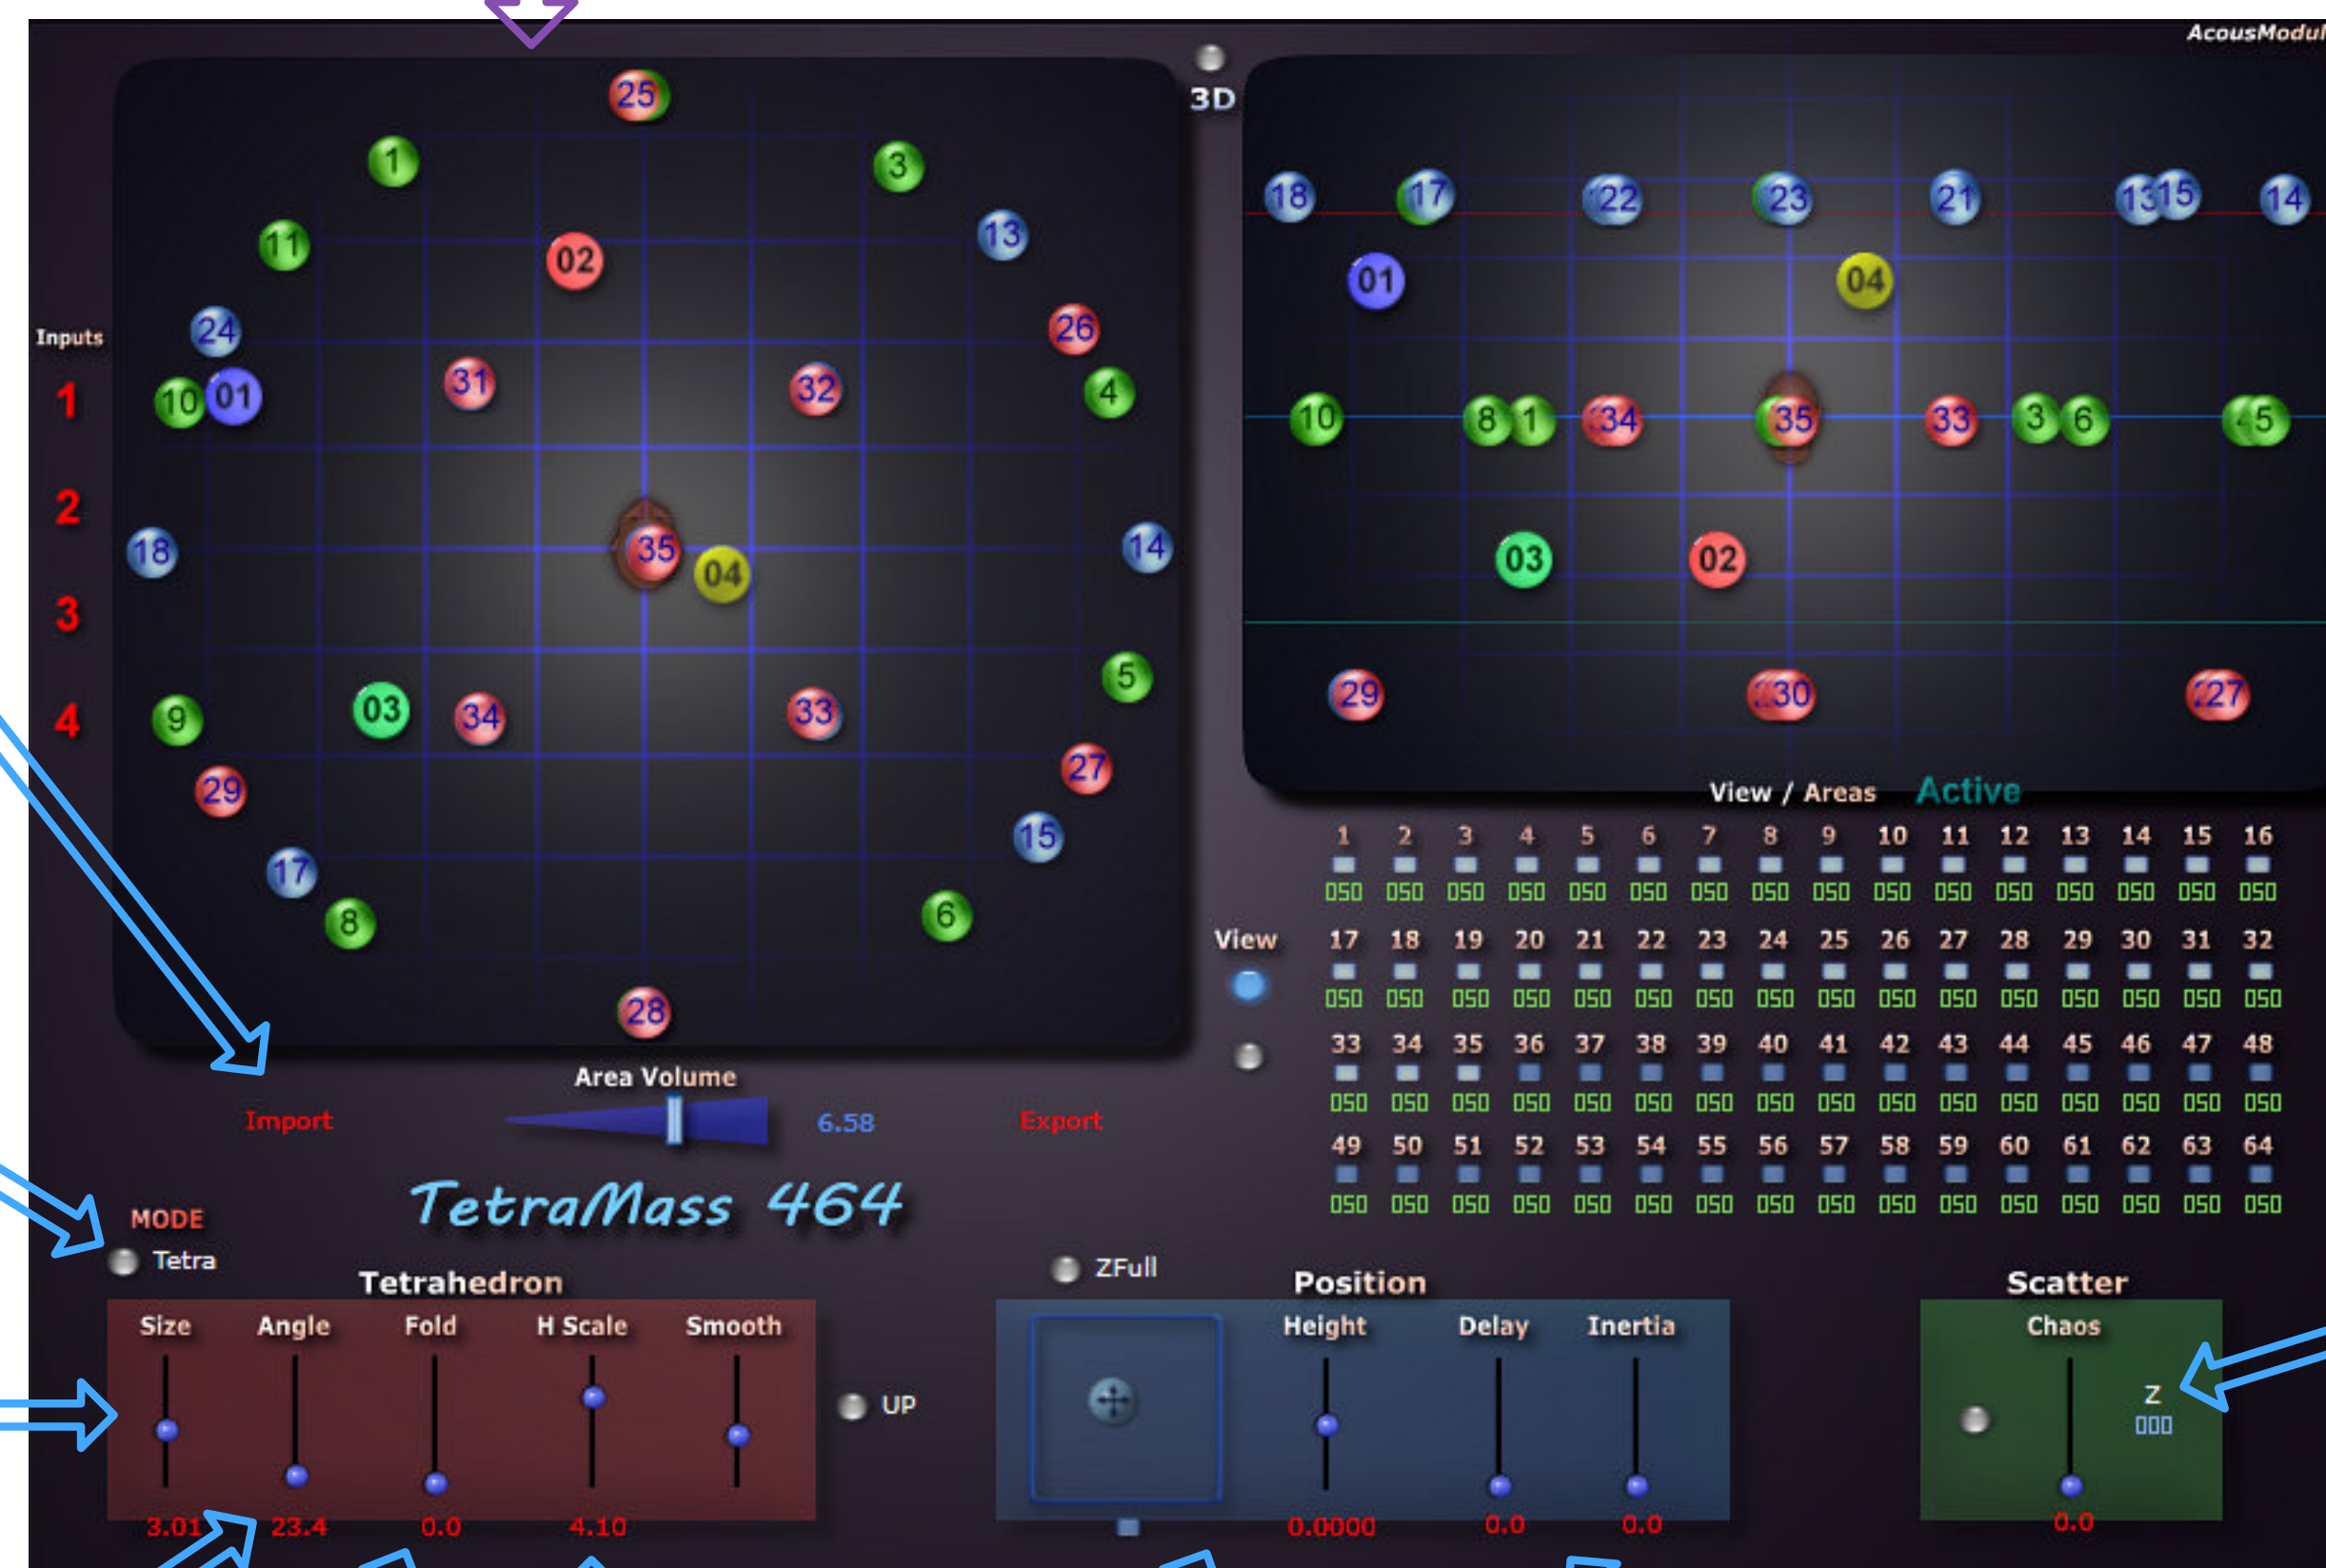 AcousModul
3D
25
1
3
11
13
02
24
26
31
32
10
01
4
18
35
04
14
5
9
03
34
33
29
27
15
17
8
6
28
Inputs
1
2
3
4
18
17
22
23
21
13
15
14
01
04
10
8
1
34
35
33
3
6
5
03
02
29
30
27
View / Areas Active
1 2 3 4 5 6 7 8 9 10 11 12 13 14 15 16
050 050 050 050 050 050 050 050 050 050 050 050 050 050 050 050
View
17 18 19 20 21 22 23 24 25 26 27 28 29 30 31 32
050 050 050 050 050 050 050 050 050 050 050 050 050 050 050 050
33 34 35 36 37 38 39 40 41 42 43 44 45 46 47 48
050 050 050 050 050 050 050 050 050 050 050 050 050 050 050 050
49 50 51 52 53 54 55 56 57 58 59 60 61 62 63 64
050 050 050 050 050 050 050 050 050 050 050 050 050 050 050 050
Area Volume
Import
6.58
Export
TetraMass 464
MODE
Tetra
Tetrahedron
Size Angle Fold H Scale Smooth
3.01 23.4 0.0 4.10
UP
ZFull
Position
Height Delay Inertia
0.0000 0.0 0.0
Scatter
Chaos
Z
000
0.0